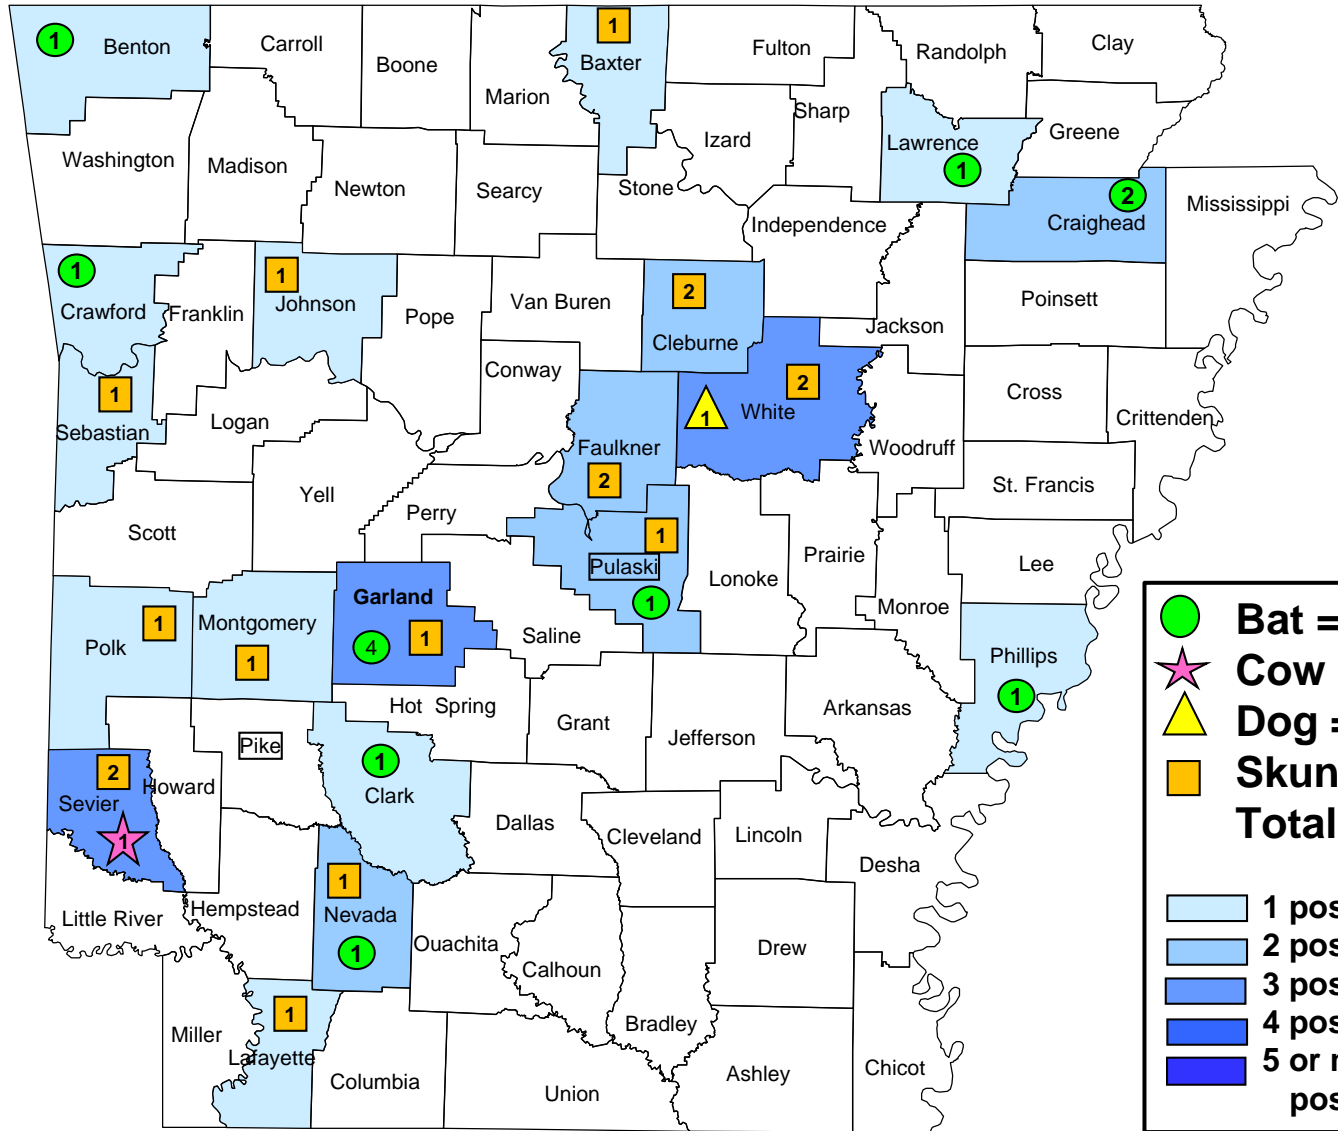 1
Benton
Carroll
Boone
Marion
1
Baxter
Fulton
Randolph
Clay
Washington
Madison
Newton
Searcy
Stone
Izard
Sharp
Lawrence
1
Greene
2
Craighead
Mississippi
Independence
1
Crawford
Franklin
1
Johnson
Pope
Van Buren
2
Cleburne
Jackson
Poinsett
1
Sebastian
Logan
Conway
1
White
2
Cross
Crittenden
Woodruff
Faulkner
2
St. Francis
Scott
Yell
Perry
1
Pulaski
1
Lonoke
Prairie
Lee
Monroe
Polk
1
Montgomery
1
Garland
4
1
Saline
Phillips
1
Hot Spring
Grant
Jefferson
Arkansas
Pike
1
Clark
2
Sevier
1
Howard
Dallas
Cleveland
Lincoln
Desha
Little River
Hempstead
1
Nevada
1
Ouachita
Calhoun
Drew
Miller
1
Lafayette
Columbia
Union
Bradley
Ashley
Chicot
Bat =
Cow
Dog =
Skun
Total
1 pos
2 pos
3 pos
4 pos
5 or m
pos